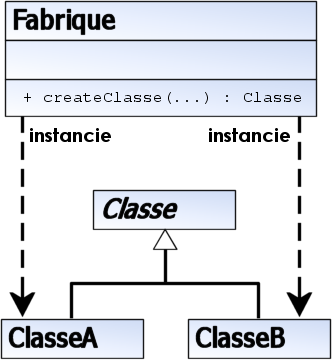 Fabrique
+ createClasse(...) : Classe
instancie instancie
Classe
ClasseA ClasseB